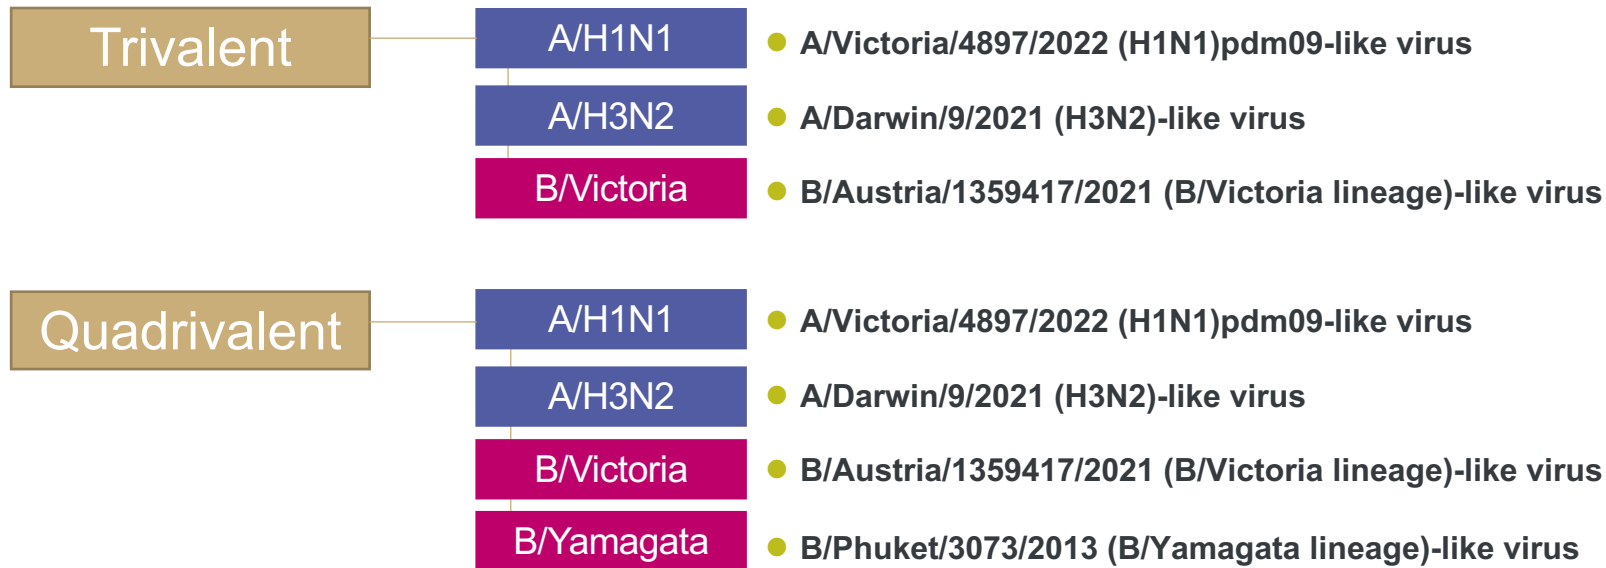 Trivalent
A/H1N1
A/Victoria/4897/2022 (H1N1)pdm09-like virus
A/H3N2
A/Darwin/9/2021 (H3N2)-like virus
B/Victoria
B/Austria/1359417/2021 (B/Victoria lineage)-like virus
Quadrivalent
A/H1N1
A/Victoria/4897/2022 (H1N1)pdm09-like virus
A/H3N2
A/Darwin/9/2021 (H3N2)-like virus
B/Victoria
B/Austria/1359417/2021 (B/Victoria lineage)-like virus
B/Yamagata
B/Phuket/3073/2013 (B/Yamagata lineage)-like virus